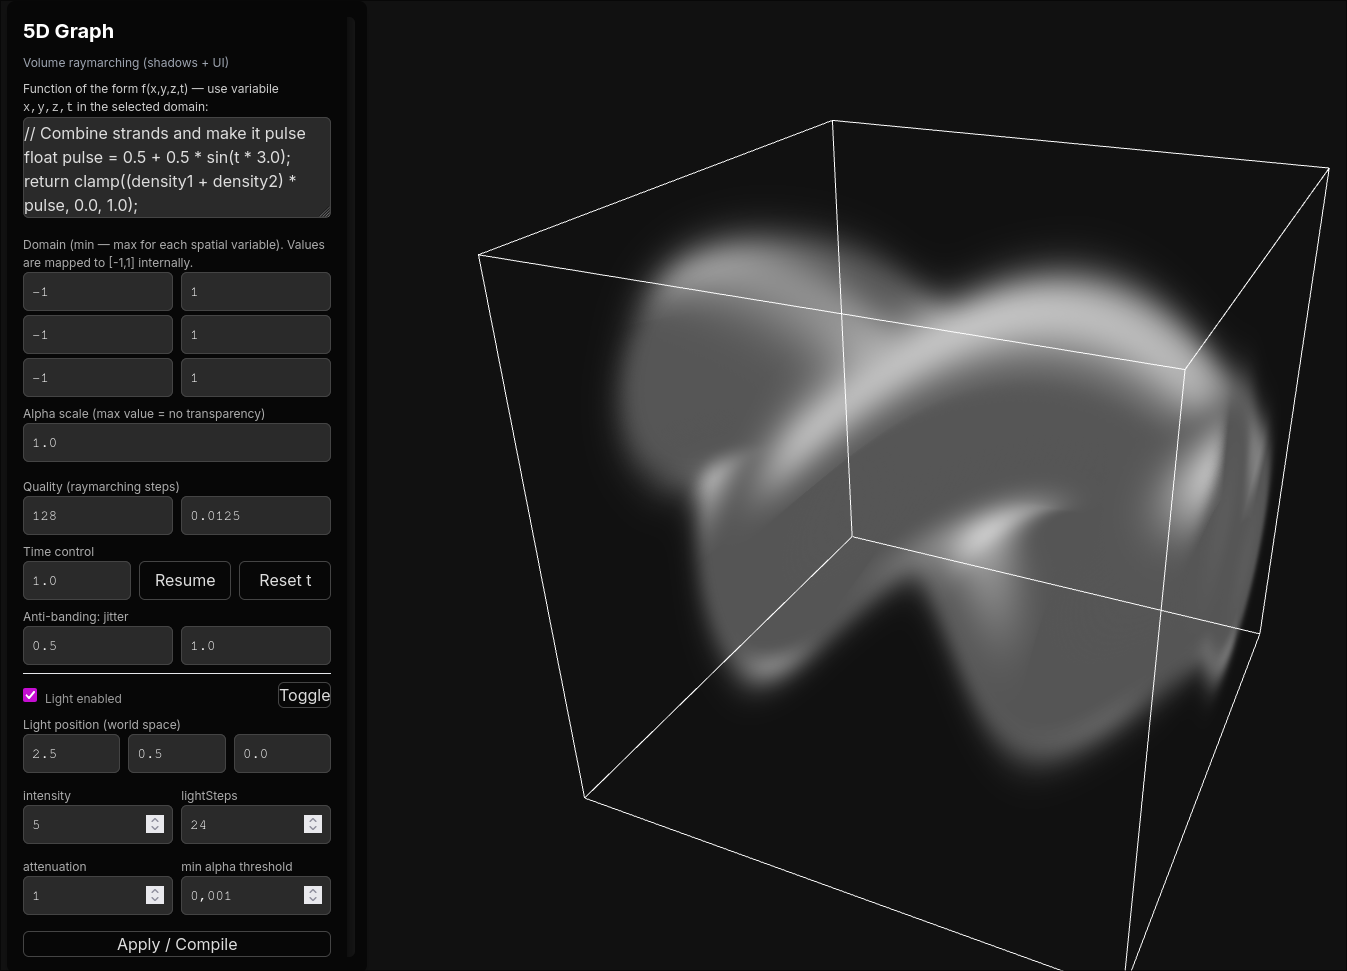 5D Graph
Volume raymarching (shadows + UI)
Function of the form f(x,y,z,t) — use variabile
x,y,z,t in the selected domain:
// Combine strands and make it pulse
float pulse = 0.5 + 0.5 * sin(t * 3.0);
return clamp((density1 + density2) *
pulse, 0.0, 1.0);
Domain (min — max for each spatial variable). Values
are mapped to [-1,1] internally.
-1 1
-1 1
-1 1
Alpha scale (max value = no transparency)
1.0
Quality (raymarching steps)
128 0.0125
Time control
1.0 Resume Reset t
Anti-banding: jitter
0.5 1.0
Light enabled Toggle
Light position (world space)
2.5 0.5 0.0
intensity lightSteps
5 24
attenuation min alpha threshold
1 0,001
Apply / Compile